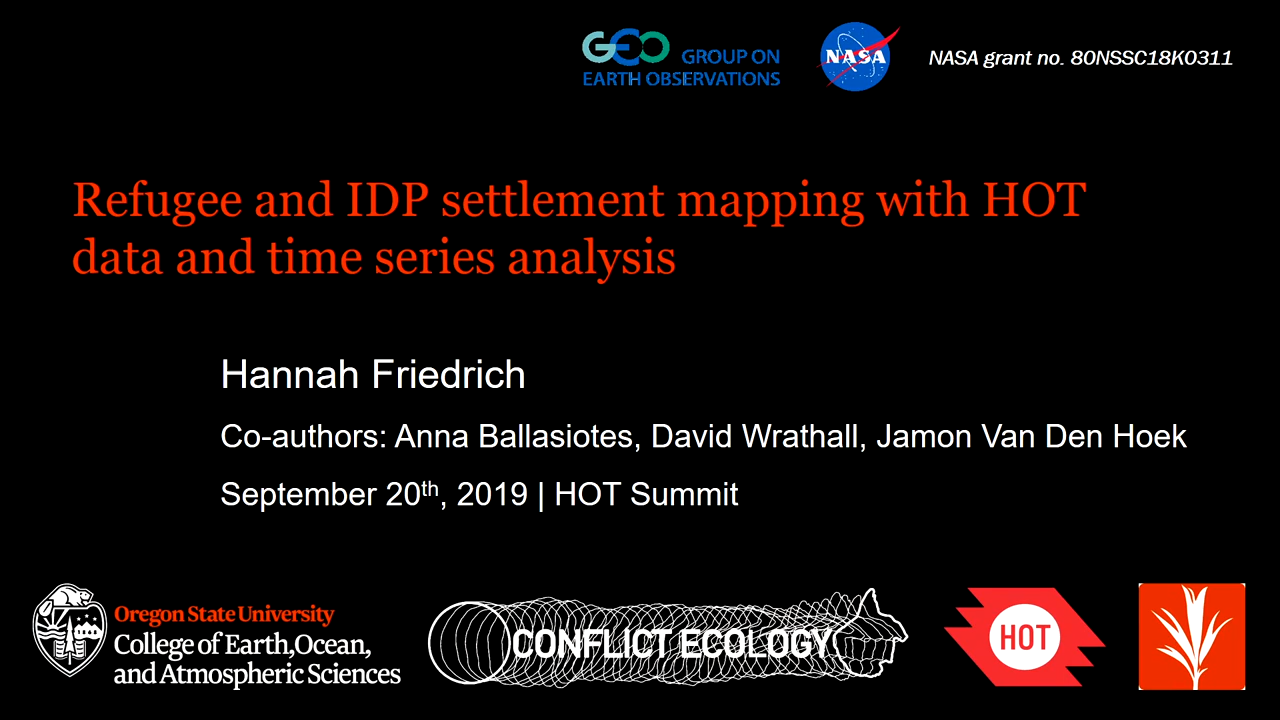 GEO GROUP ON
EARTH OBSERVATIONS
NASA
NASA grant no. 80NSSC18K0311
Refugee and IDP settlement mapping with HOT
data and time series analysis
Hannah Friedrich
Co-authors: Anna Ballasiotes, David Wrathall, Jamon Van Den Hoek
September 20th, 2019 | HOT Summit
Oregon State University
College of Earth,Ocean,
and Atmospheric Sciences
CONFLICT ECOLOGY
HOT